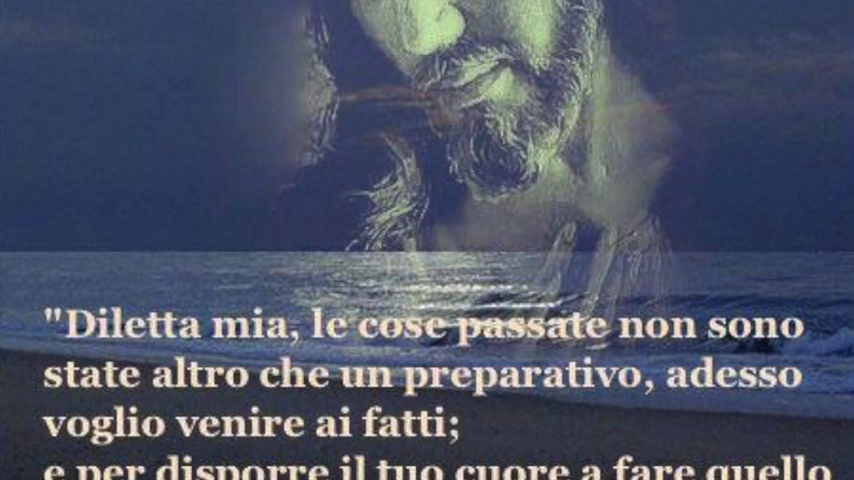 "Diletta mia, le cose passate non sono
state altro che un preparativo, adesso
voglio venire ai fatti;
e per disporre il tuo cuore a fare quello